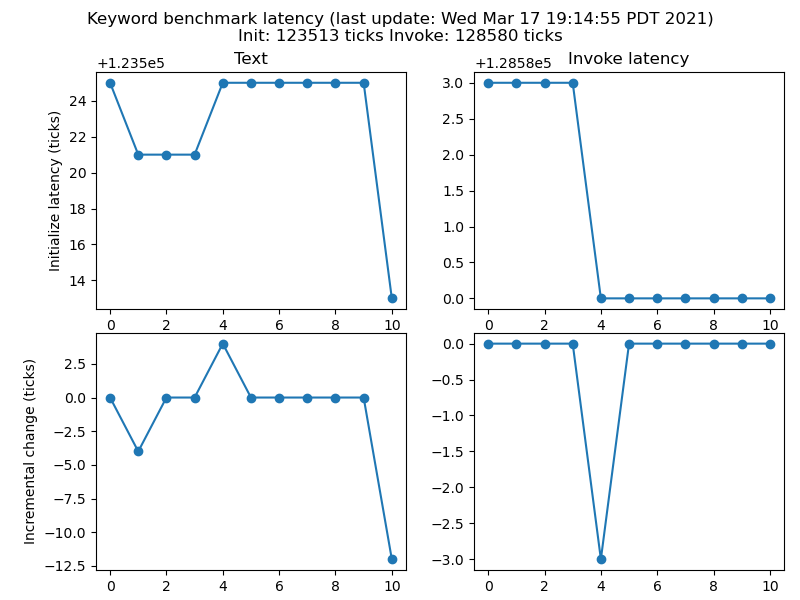 Keyword benchmark latency (last update: Wed Mar 17 19:14:55 PDT 2021)
Init: 123513 ticks Invoke: 128580 ticks
Text
Invoke latency
+1.235e5
+1.2858e5
Initialize latency (ticks)
24
22
20
18
16
14
0 2 4 6 8 10
3.0
2.5
2.0
1.5
1.0
0.5
0.0
0 2 4 6 8 10
Incremental change (ticks)
2.5
0.0
−2.5
−5.0
−7.5
−10.0
−12.5
0 2 4 6 8 10
0.0
−0.5
−1.0
−1.5
−2.0
−2.5
−3.0
0 2 4 6 8 10